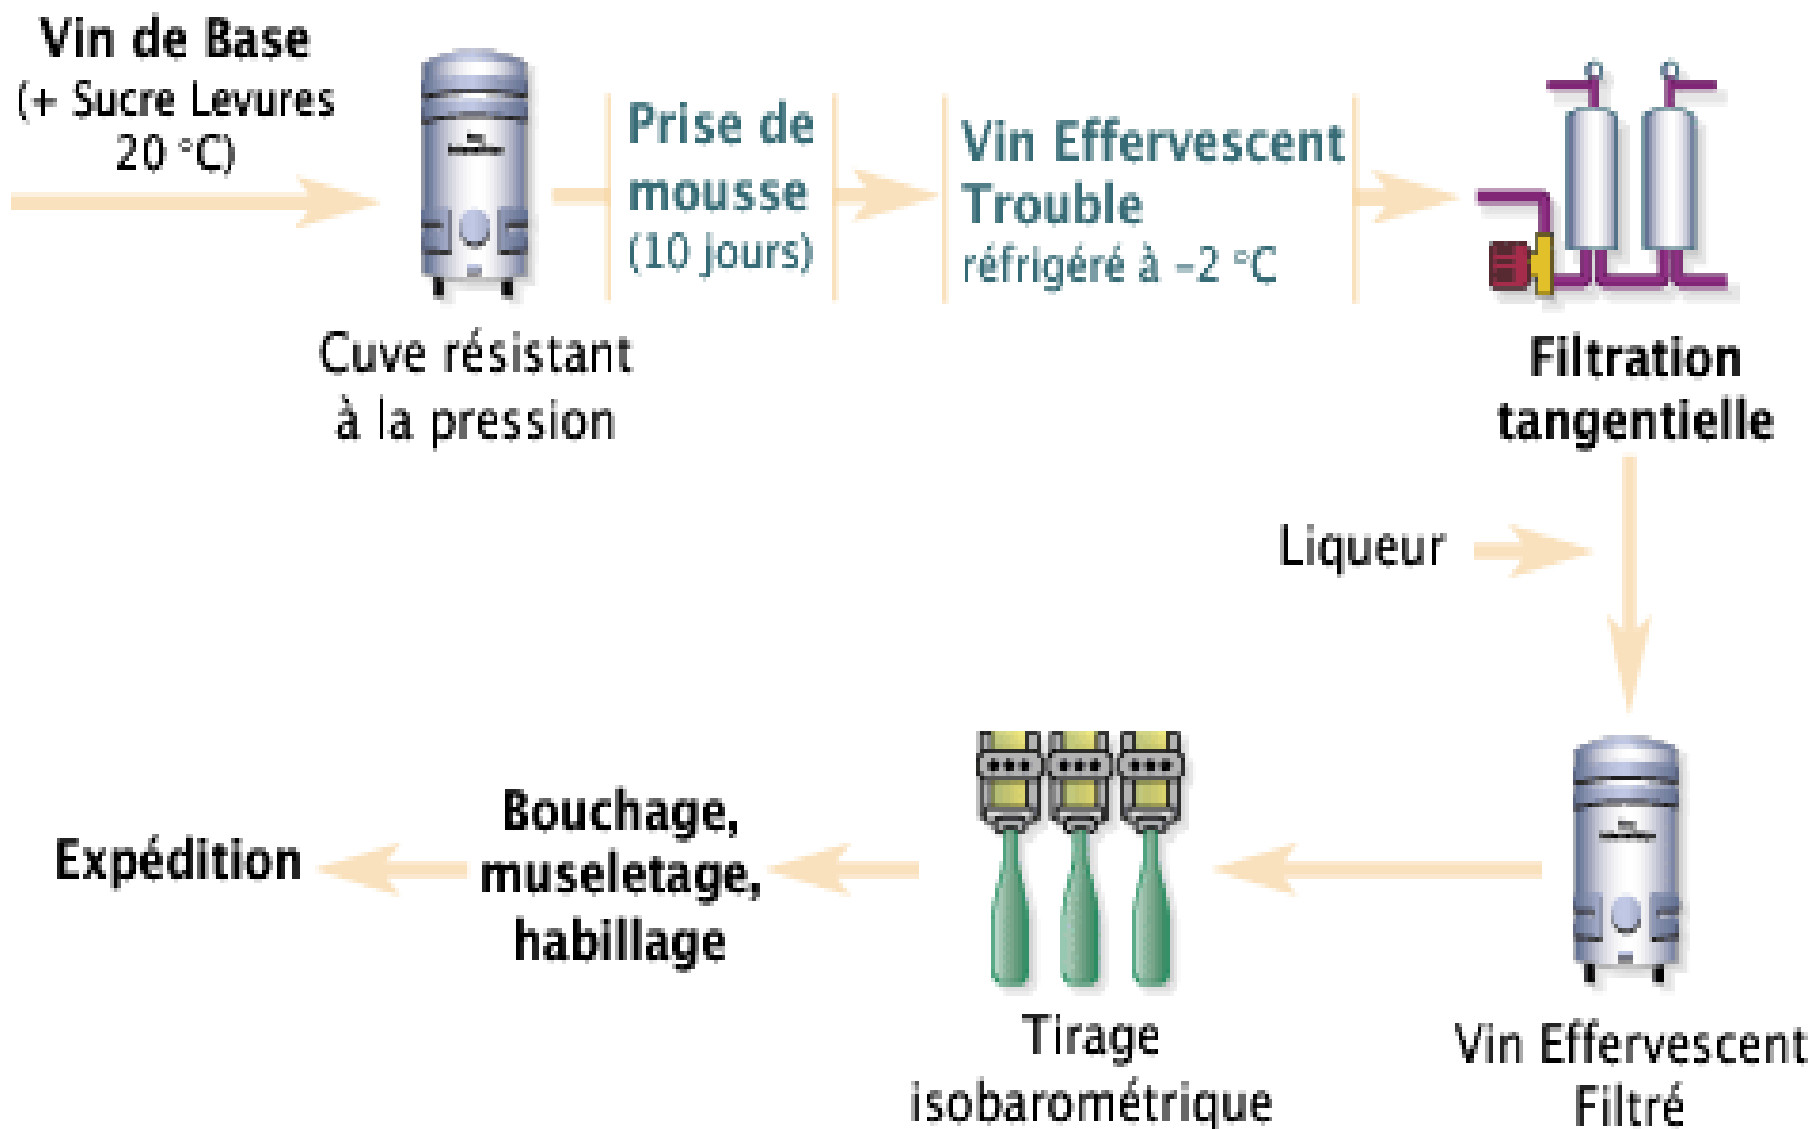 Vin de Base
(+ Sucre Levures
20 °C)
Cuve résistant
à la pression
Prise de
mousse
(10 jours)
Vin Effervescent
Trouble
réfrigéré à –2 °C
Filtration
tangentielle
Liqueur
Vin Effervescent
Filtré
Tirage
isobarométrique
Bouchage,
museletage,
habillage
Expédition